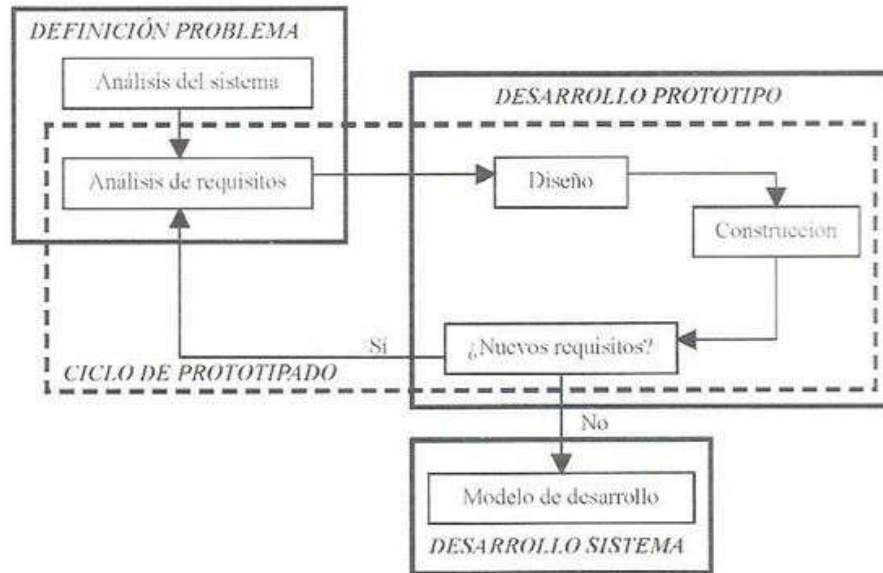 DEFINICIÓN PROBLEMA
Análisis del sistema
Análisis de requisitos
DESARROLLO PROTOTIPO
Diseño
Construccion
¿Nuevos requisitos?
Sí
CICLO DE PROTOTIPADO
No
Modelo de desarrollo
DESARROLLO SISTEMA